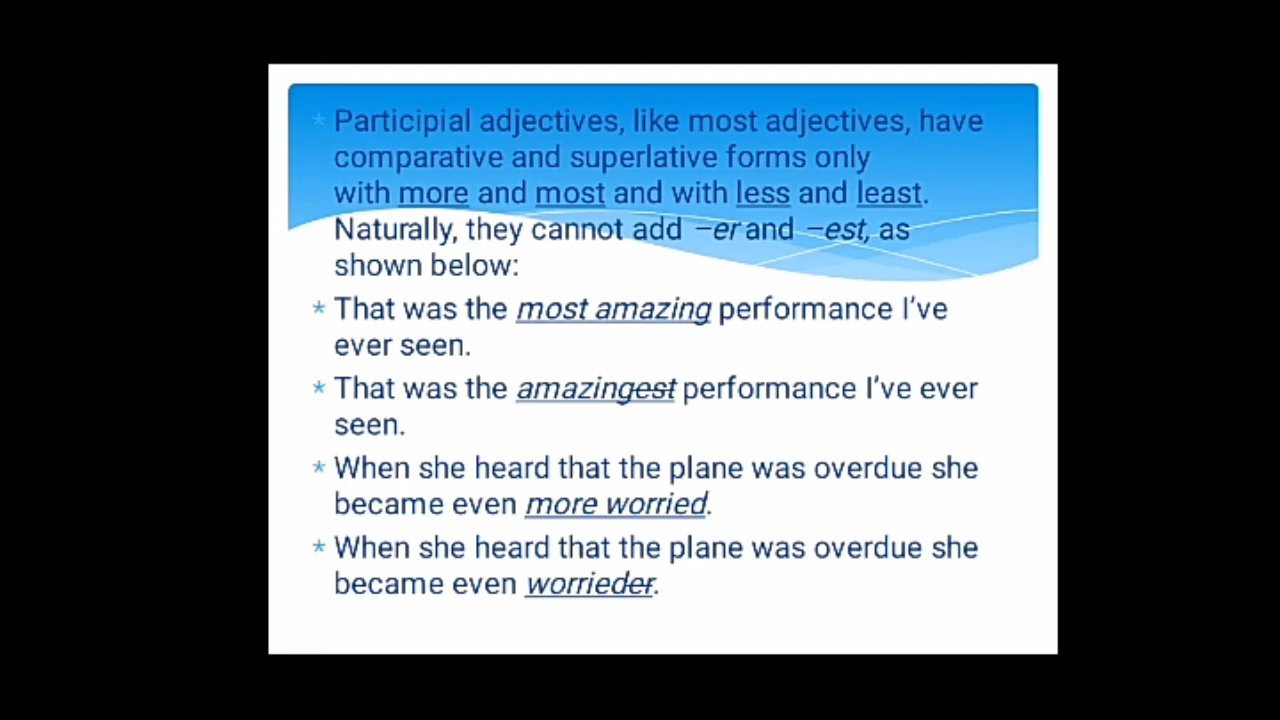 * Participial adjectives, like most adjectives, have
comparative and superlative forms only
with more and most and with less and least.
Naturally, they cannot add –er and –est, as
shown below:
* That was the most amazing performance I’ve
ever seen.
* That was the amazingest performance I’ve ever
seen.
* When she heard that the plane was overdue she
became even more worried.
* When she heard that the plane was overdue she
became even worrieder.